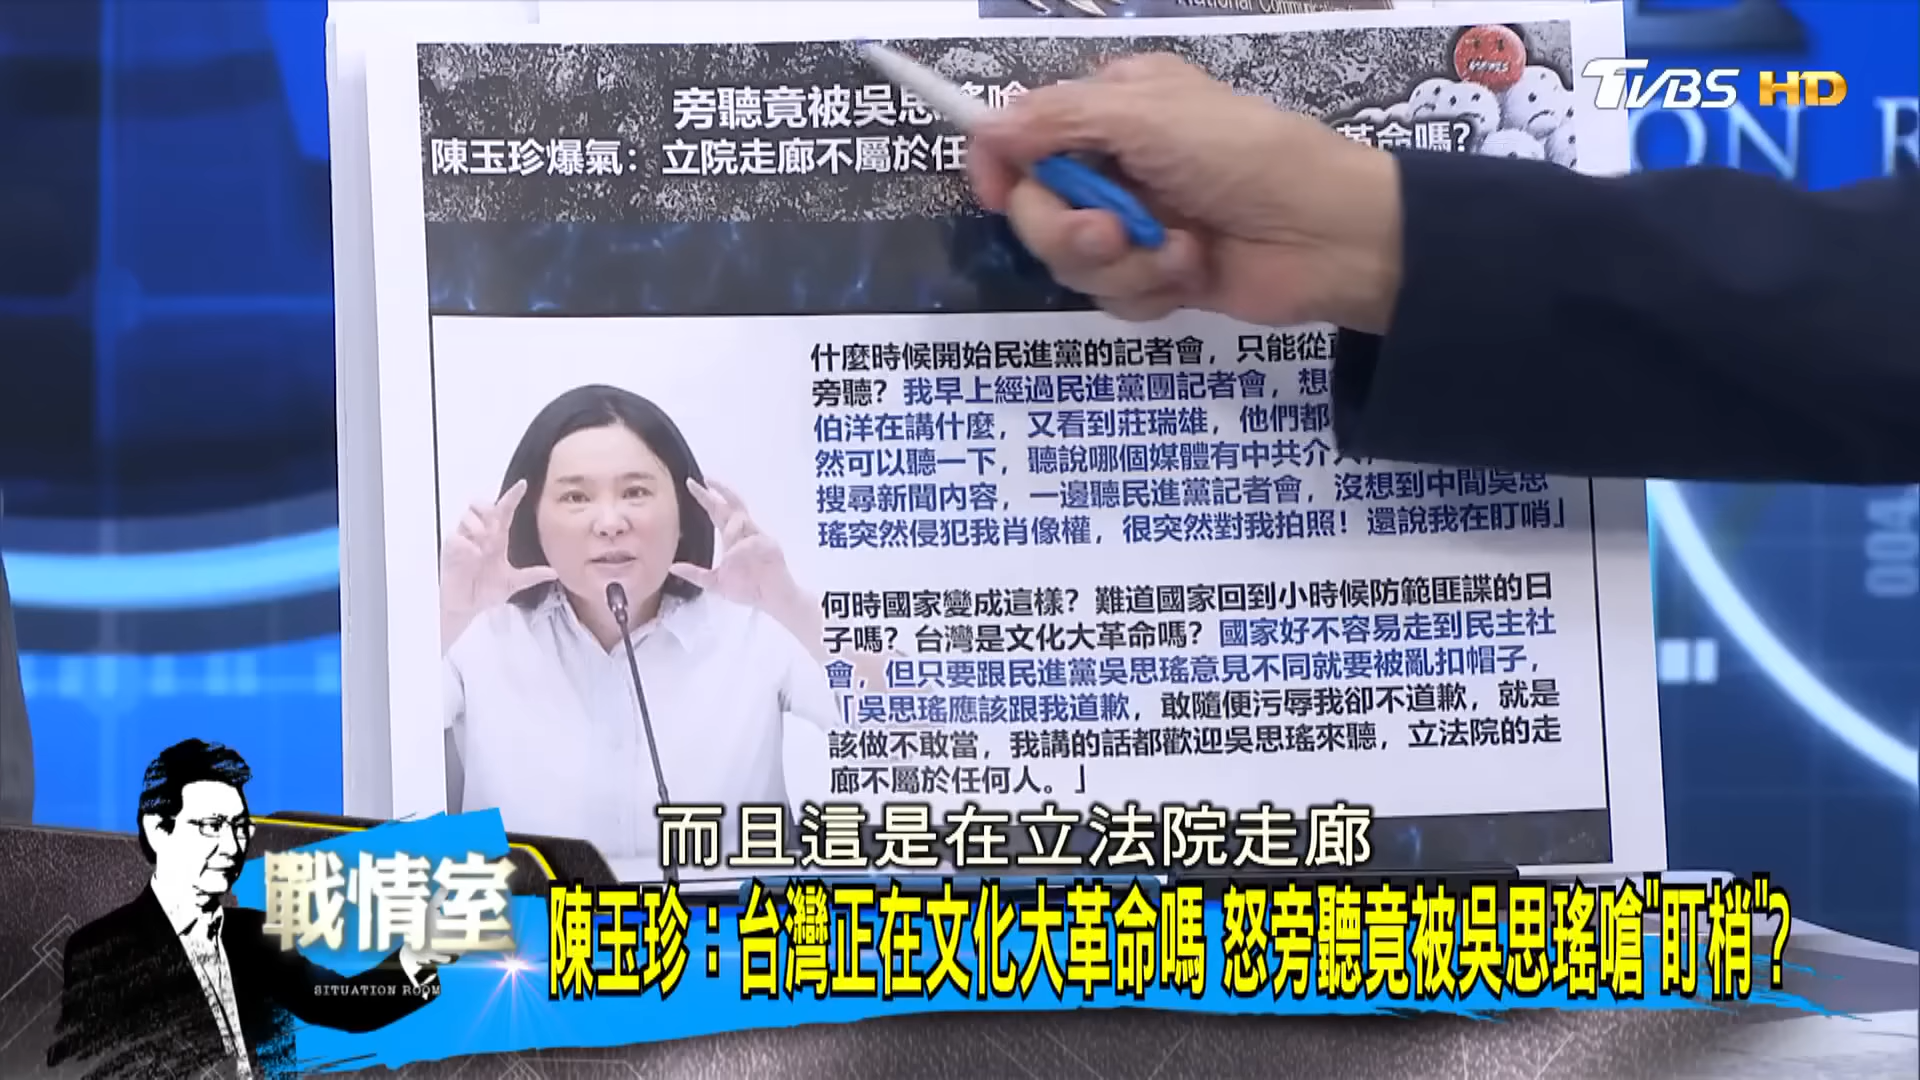 National Communication
TVBS HD
旁聽竟被吳思瑤嗆
陳玉珍爆氣：立院走廊不屬於任 革命嗎？
NEWS
ON R
什麼時候開始民進黨的記者會，只能從
旁聽？我早上經過民進黨團記者會，想
伯洋在講什麼，又看到莊瑞雄，他們都
然可以聽一下，聽說哪個媒體有中共介入，
搜尋新聞內容，一邊聽民進黨記者會，沒想到中間吳思
瑤突然侵犯我肖像權，很突然對我拍照！還說我在盯哨」
004
何時國家變成這樣？難道國家回到小時候防範匪諜的日
子嗎？台灣是文化大革命嗎？國家好不容易走到民主社
會，但只要跟民進黨吳思瑤意見不同就要被亂扣帽子，
「吳思瑤應該跟我道歉，敢隨便污辱我卻不道歉，就是
該做不敢當，我講的話都歡迎吳思瑤來聽，立法院的走
廊不屬於任何人。」
而且這是在立法院走廊
戰情室
SITUATION ROOM
陳玉珍：台灣正在文化大革命嗎 怒旁聽竟被吳思瑤嗆"盯梢"？